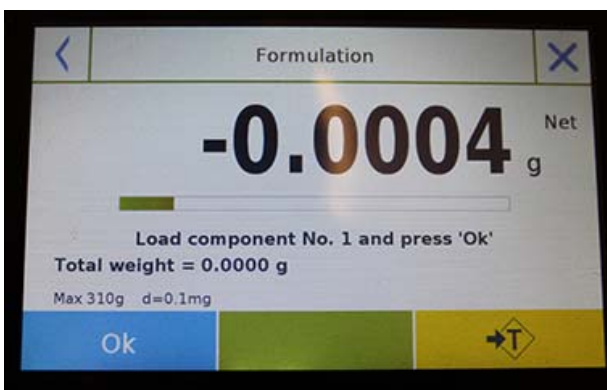 Formulation
-0.0004 g Net
Load component No. 1 and press 'Ok'
Total weight = 0.0000 g
Max 310g d=0.1mg
Ok
T